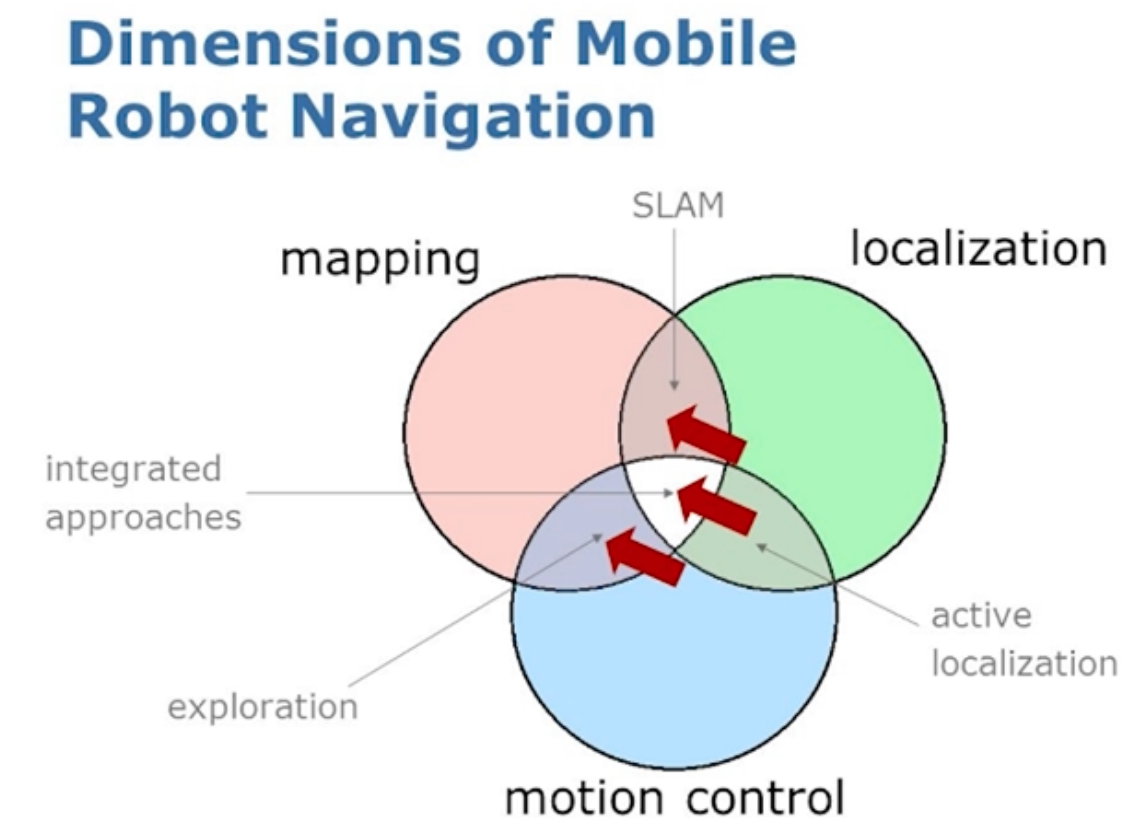 Dimensions of Mobile
Robot Navigation
SLAM
mapping
localization
integrated
approaches
active
localization
exploration
motion control